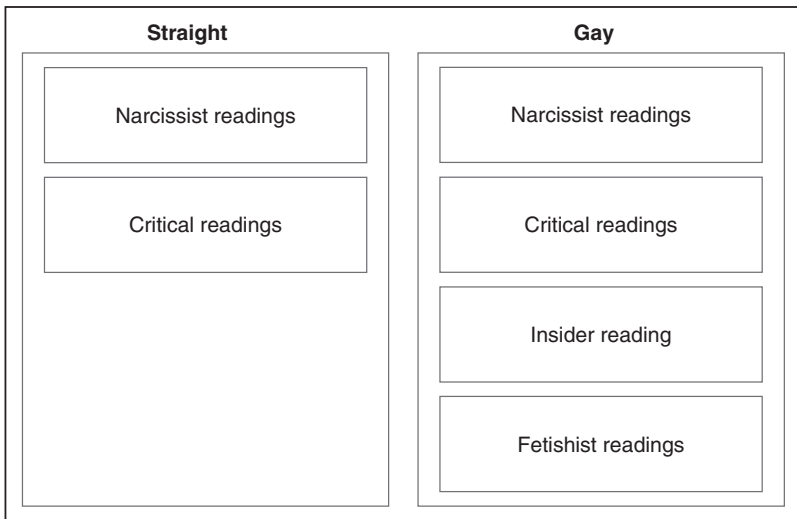 Straight
Narcissist readings
Critical readings
Gay
Narcissist readings
Critical readings
Insider reading
Fetishist readings